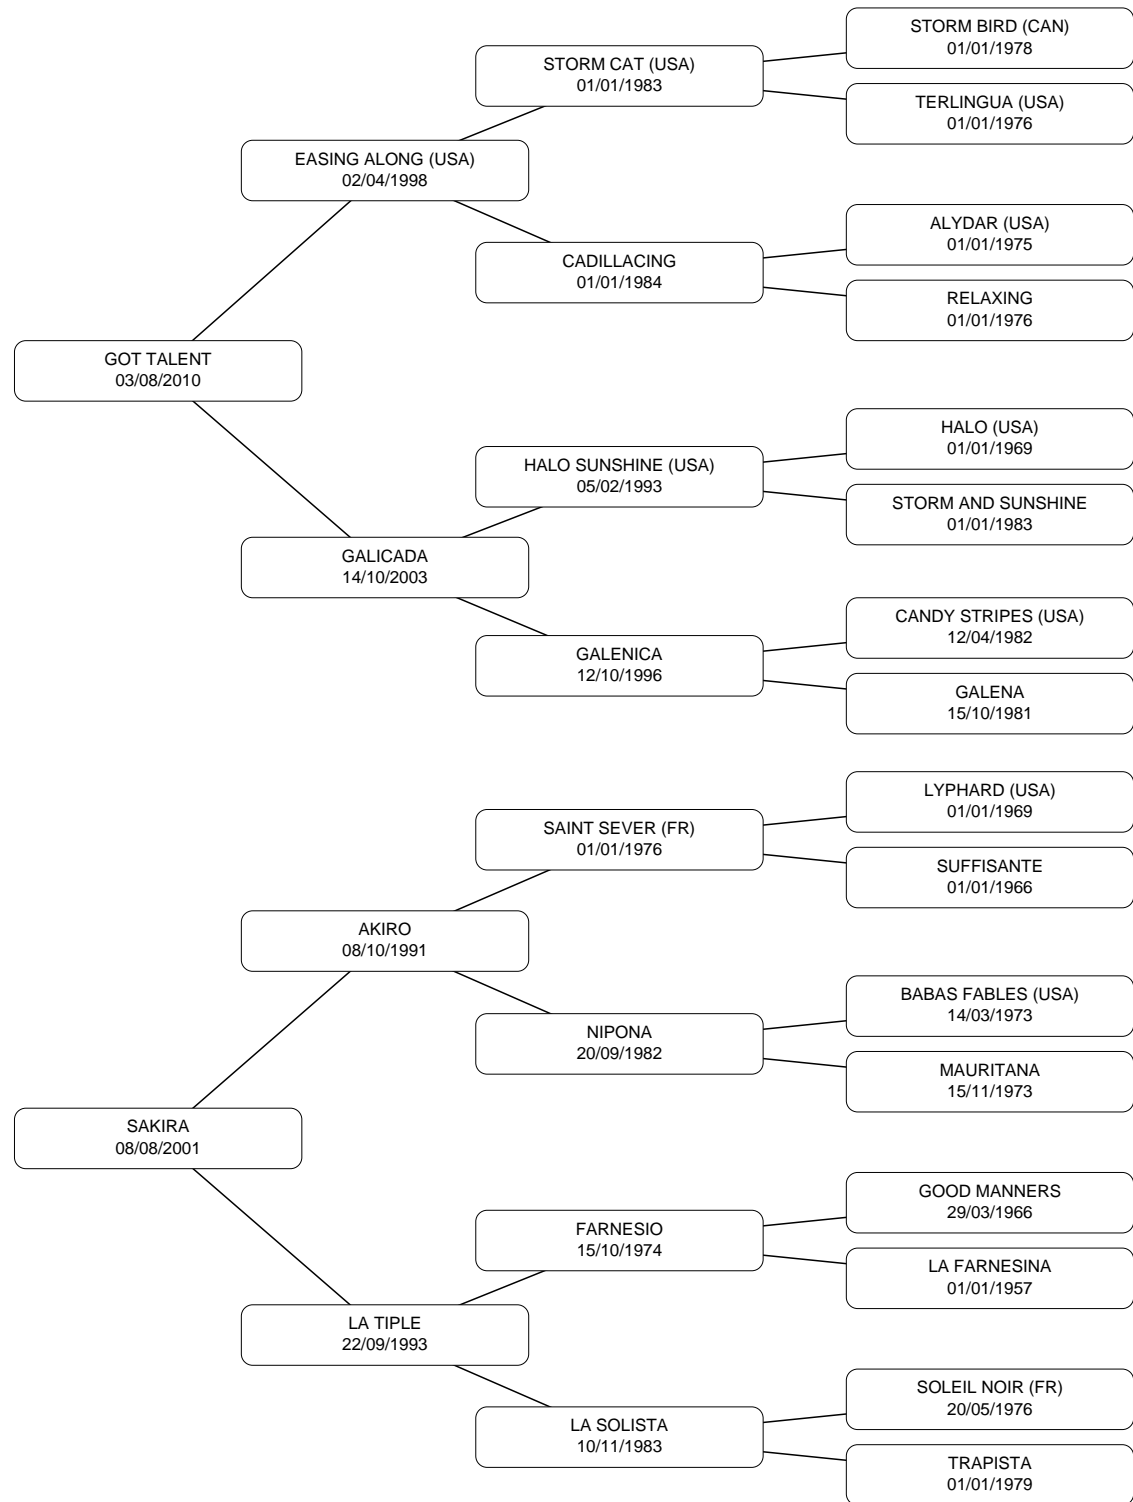 STORM BIRD (CAN)
01/01/1978
STORM CAT (USA)
01/01/1983
TERLINGUA (USA)
01/01/1976
EASING ALONG (USA)
02/04/1998
ALYDAR (USA)
01/01/1975
CADILLACING
01/01/1984
RELAXING
01/01/1976
GOT TALENT
03/08/2010
HALO (USA)
01/01/1969
HALO SUNSHINE (USA)
05/02/1993
STORM AND SUNSHINE
01/01/1983
GALICADA
14/10/2003
CANDY STRIPES (USA)
12/04/1982
GALENICA
12/10/1996
GALENA
15/10/1981
LYPHARD (USA)
01/01/1969
SAINT SEVER (FR)
01/01/1976
SUFFISANTE
01/01/1966
AKIRO
08/10/1991
BABAS FABLES (USA)
14/03/1973
NIPONA
20/09/1982
MAURITANA
15/11/1973
SAKIRA
08/08/2001
GOOD MANNERS
29/03/1966
FARNESIO
15/10/1974
LA FARNESINA
01/01/1957
LA TIPLE
22/09/1993
SOLEIL NOIR (FR)
20/05/1976
LA SOLISTA
10/11/1983
TRAPISTA
01/01/1979